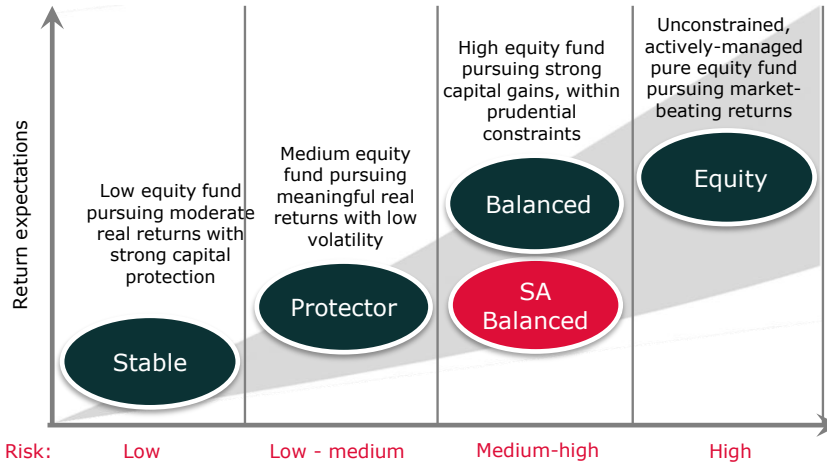 Return expectations
Low equity fund
pursuing moderate
real returns with
strong capital
protection
Stable
Medium equity
fund pursuing
meaningful real
returns with low
volatility
Protector
High equity fund
pursuing strong
capital gains, within
prudential
constraints
Balanced
SA
Balanced
Unconstrained,
actively-managed
pure equity fund
pursuing market-
beating returns
Equity
Risk:
Low
Low - medium
Medium-high
High